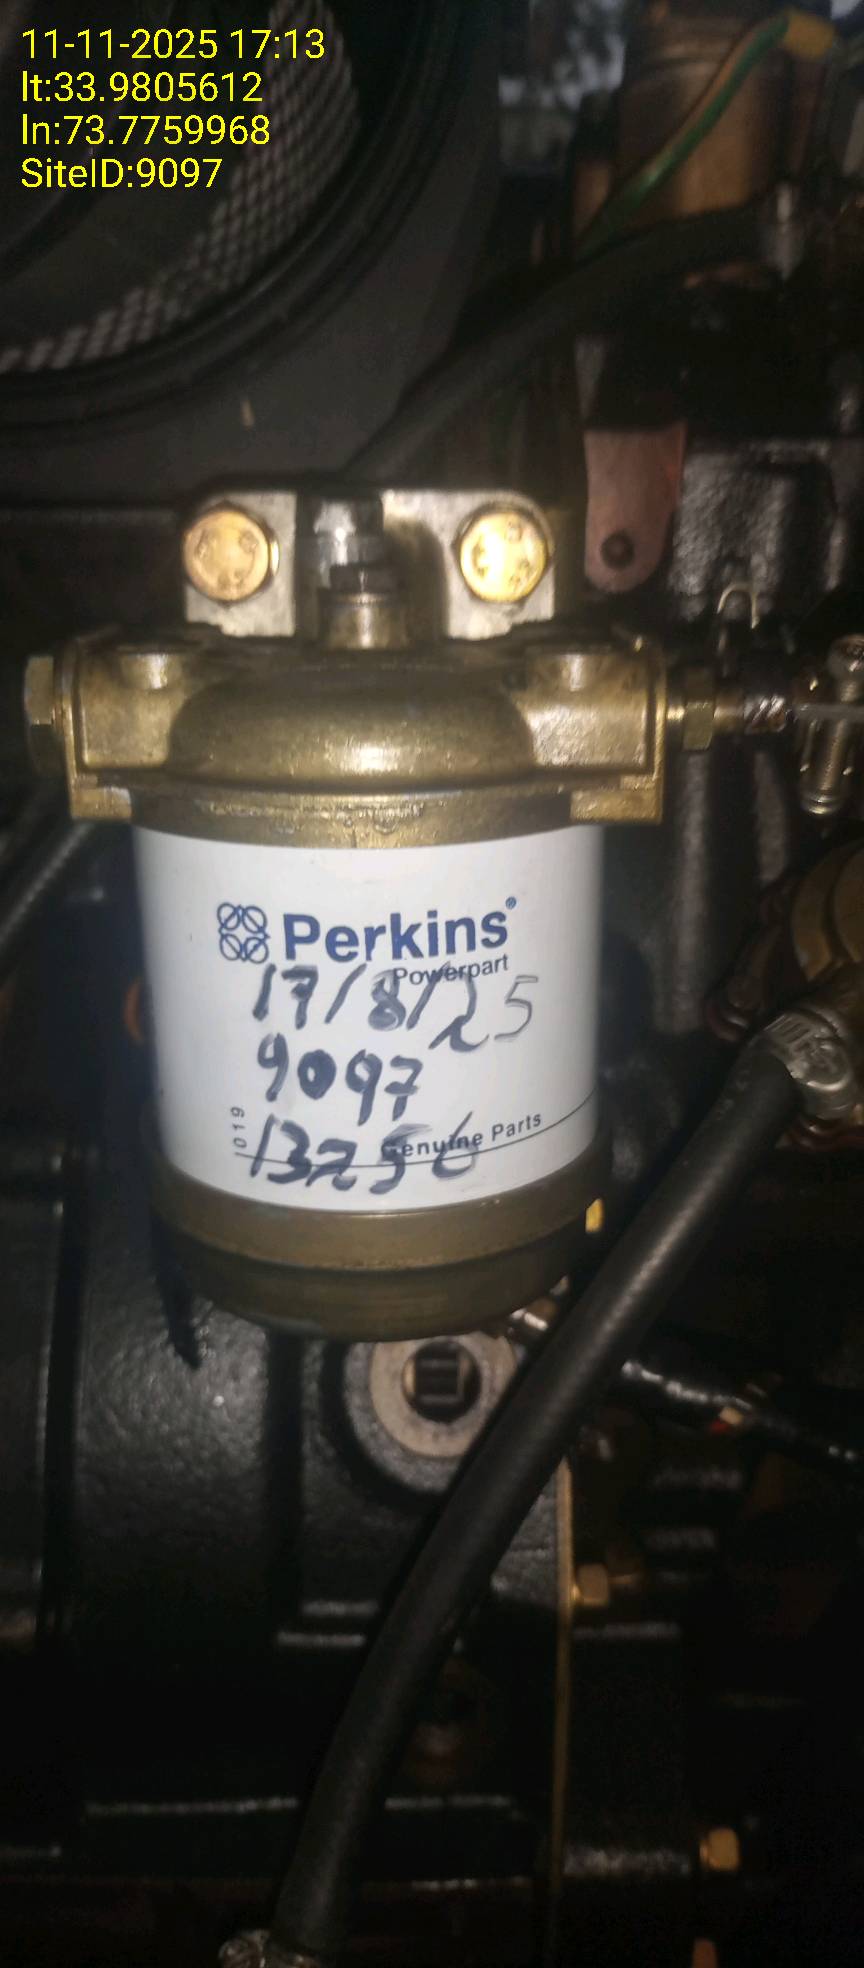 11-11-2025 17:13
lt:33.9805612
ln:73.7759968
SiteID:9097
Perkins®
Powerpart
17/8/25
9097
Genuine Parts
13256
1019